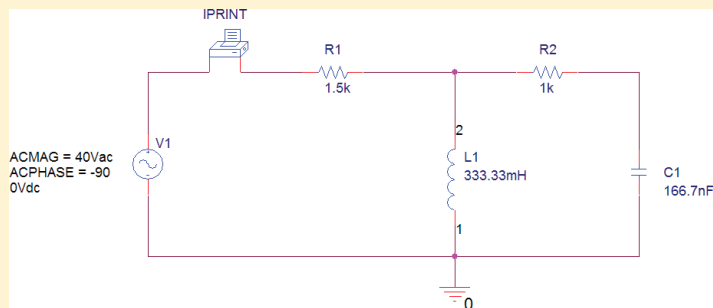 IPRINT
R1
1.5k
R2
1k
V1
ACMAG = 40Vac
ACPHASE = -90
0Vdc
2
L1
333.33mH
1
C1
166.7nF
0